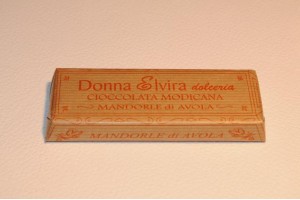 Donna Elvira dolceria
CIOCCOLATA MODICANA
MANDORLE di AVOLA
MANDORLE di AVOLA